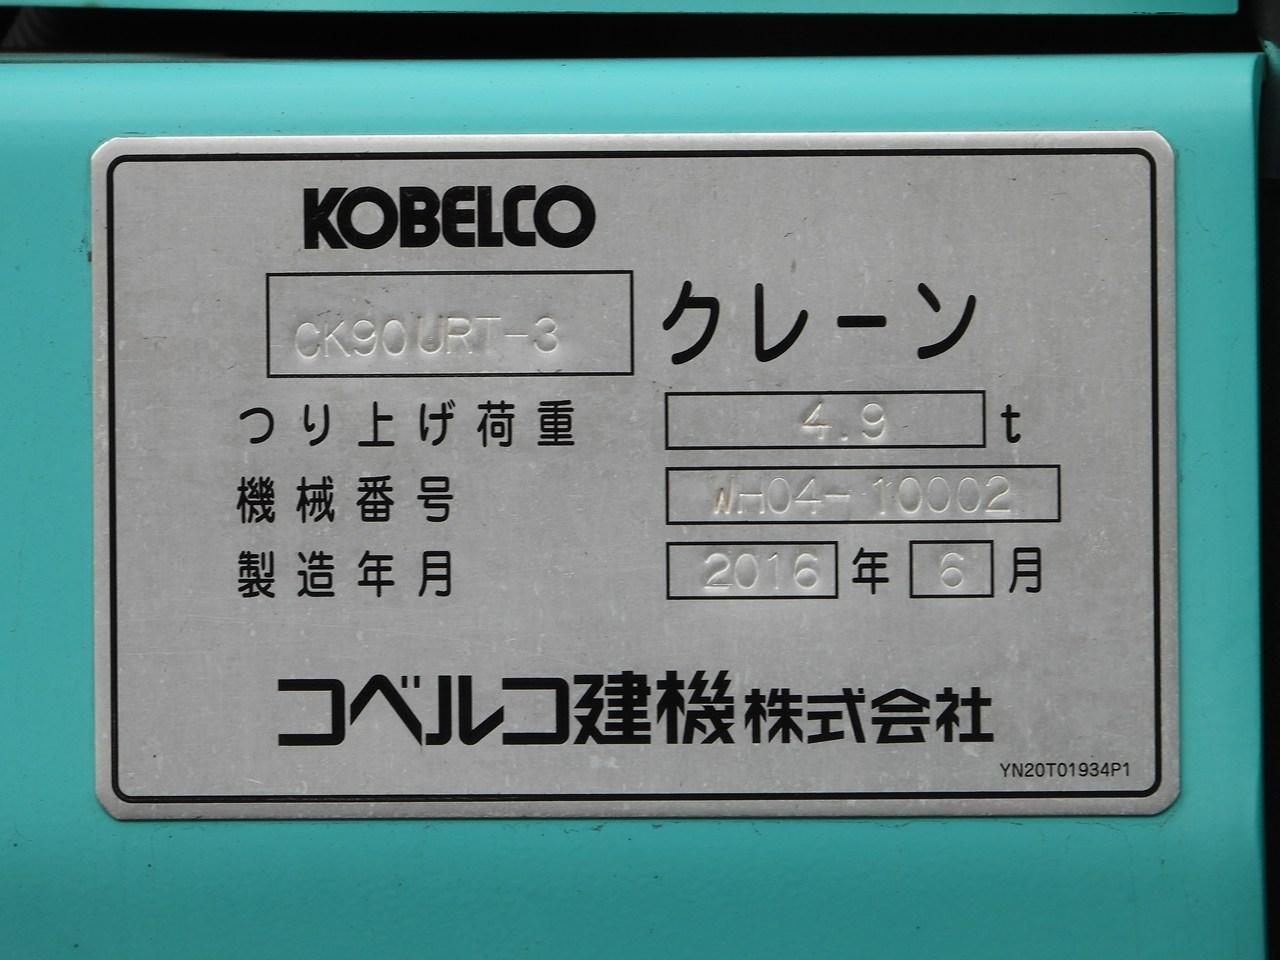 KOBELCO
CK90URT-3 クレーン
つり上げ荷重 4.9 t
機械番号 WH04-10002
製造年月 2016 年 6 月
コベルコ建機株式会社
YN20T01934P1